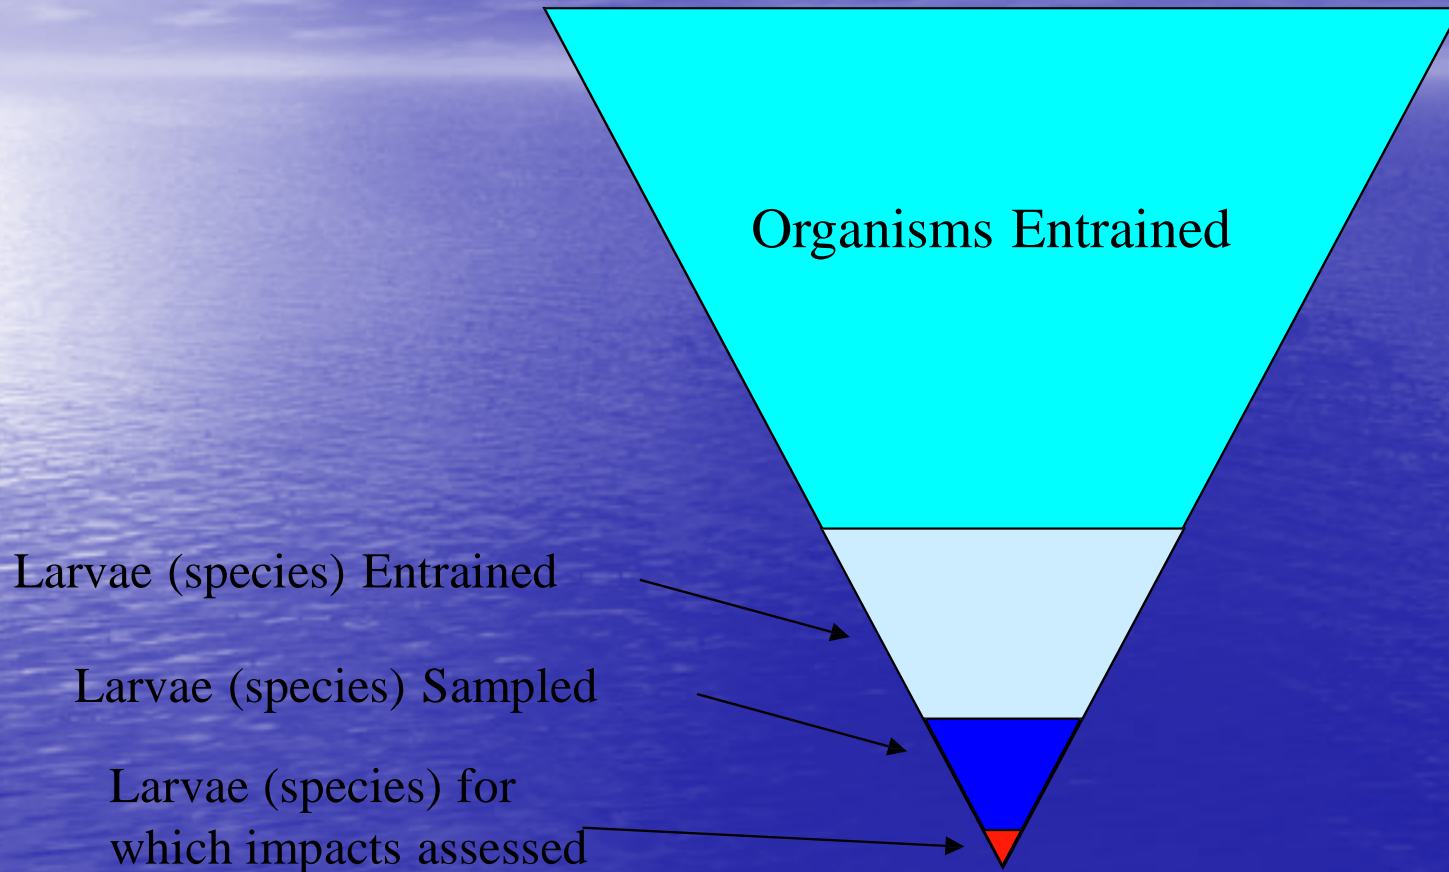 Organisms Entrained
Larvae (species) Entrained
Larvae (species) Sampled
Larvae (species) for
which impacts assessed